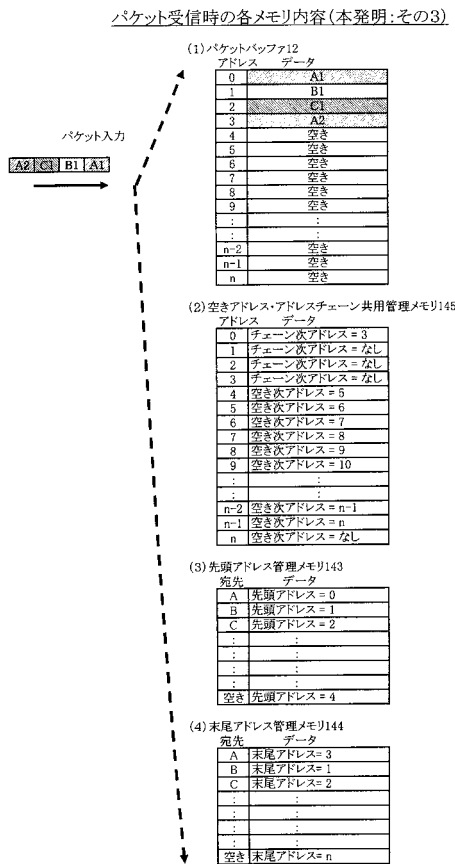 パケット受信時の各メモリ内容(本発明:その3)
パケット入力
A2 C1 B1 A1
(1)パケットバッファ12
アドレス データ
0 A1
1 B1
2 C1
3 A2
4 空き
5 空き
6 空き
7 空き
8 空き
9 空き
: :
: :
n-2 空き
n-1 空き
n 空き
(2)空きアドレス・アドレスチェーン共用管理メモリ145
アドレス データ
0 チェーン次アドレス = 3
1 チェーン次アドレス = なし
2 チェーン次アドレス = なし
3 チェーン次アドレス = なし
4 空き次アドレス = 5
5 空き次アドレス = 6
6 空き次アドレス = 7
7 空き次アドレス = 8
8 空き次アドレス = 9
9 空き次アドレス = 10
: :
: :
n-2 空き次アドレス = n-1
n-1 空き次アドレス = n
n 空き次アドレス = なし
(3)先頭アドレス管理メモリ143
宛先 データ
A 先頭アドレス = 0
B 先頭アドレス = 1
C 先頭アドレス = 2
: :
: :
: :
: :
空き 先頭アドレス = 4
(4)末尾アドレス管理メモリ144
宛先 データ
A 末尾アドレス= 3
B 末尾アドレス= 1
C 末尾アドレス= 2
: :
: :
: :
: :
空き 末尾アドレス= n